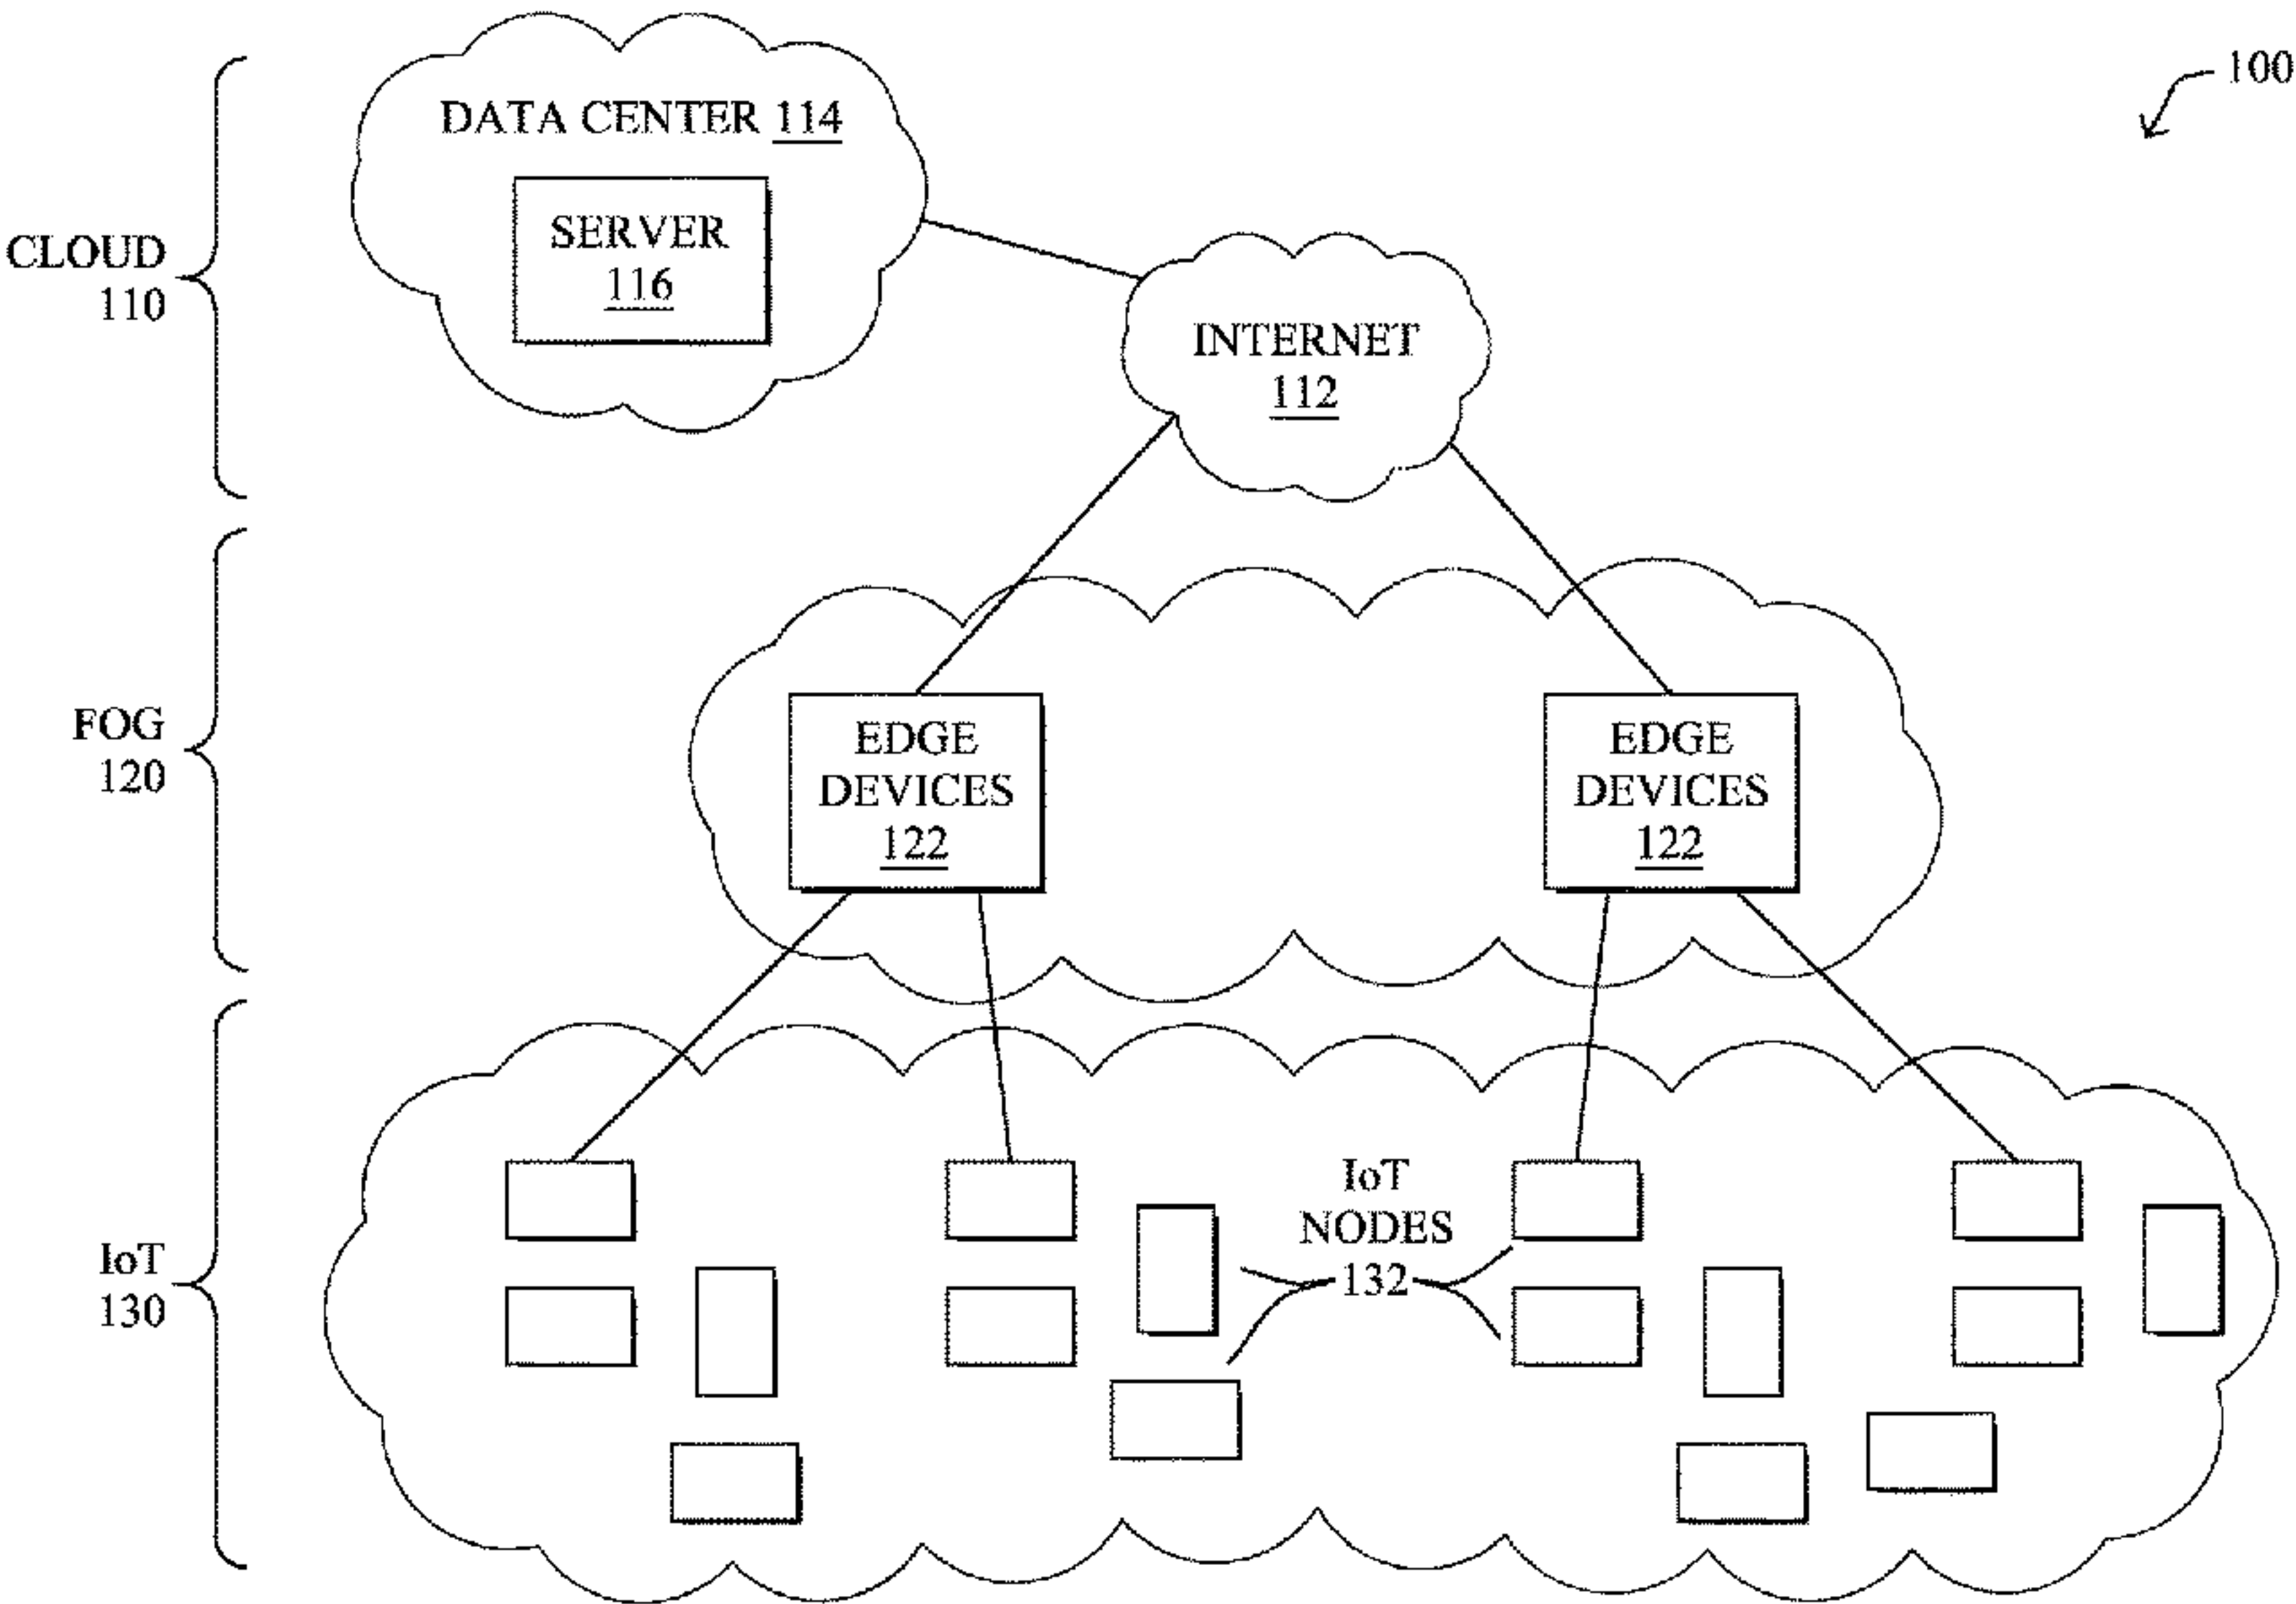 100
DATA CENTER 114
SERVER
116
CLOUD
110
INTERNET
112
FOG
120
EDGE
DEVICES
122
EDGE
DEVICES
122
IoT
130
IoT
NODES
132